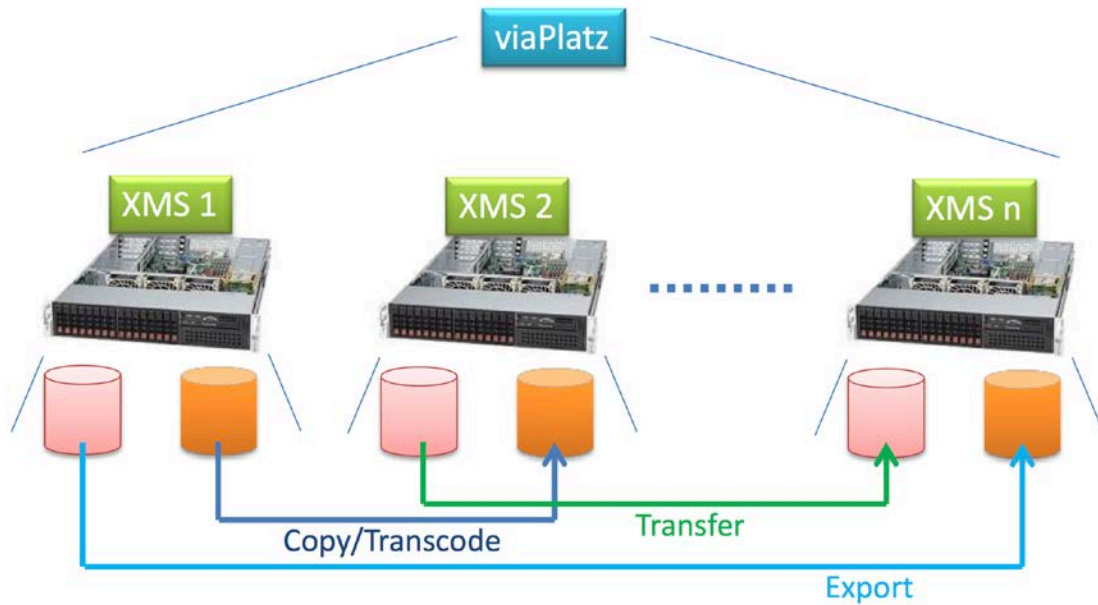 viaPlatz
XMS 1
XMS 2
XMS n
Copy/Transcode
Transfer
Export